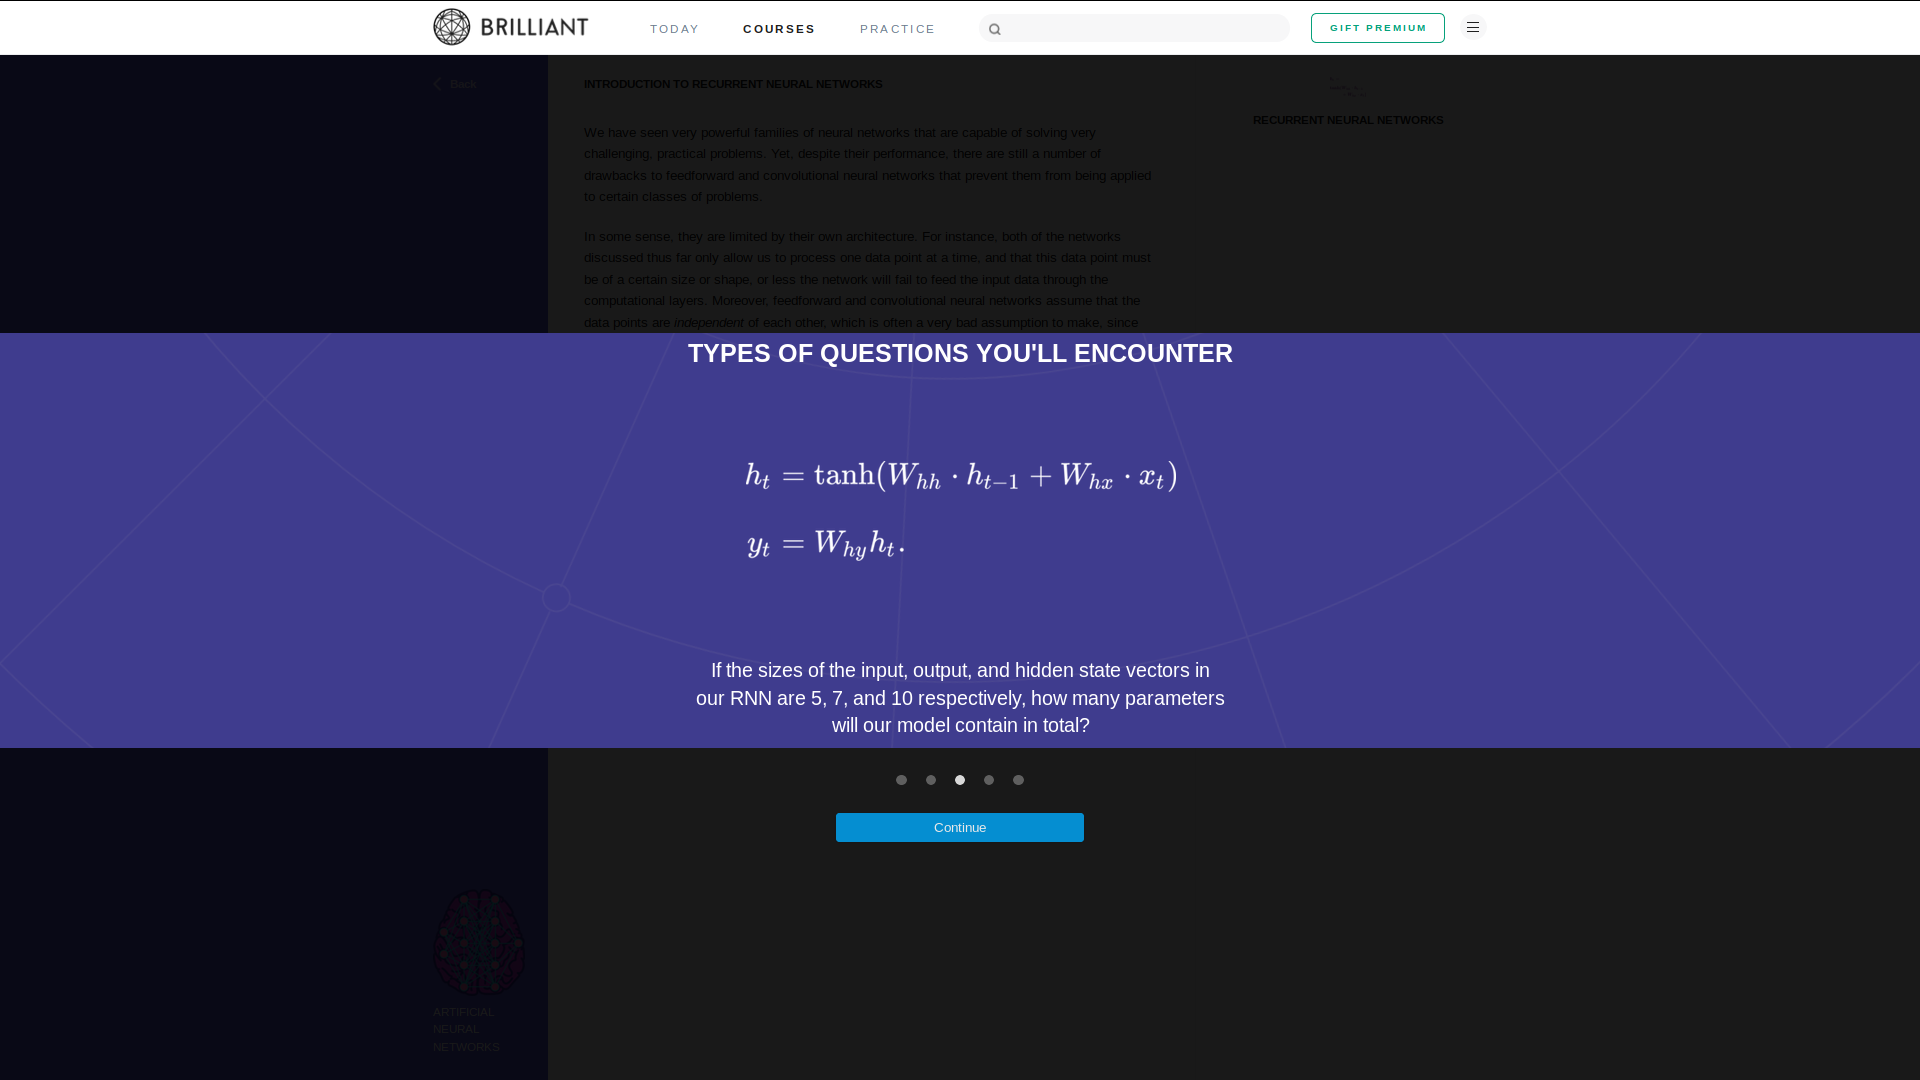 BRILLIANT
TODAY
COURSES
PRACTICE
GIFT PREMIUM
Back
INTRODUCTION TO RECURRENT NEURAL NETWORKS
We have seen very powerful families of neural networks that are capable of solving very
challenging, practical problems. Yet, despite their performance, there are still a number of
drawbacks to feedforward and convolutional neural networks that prevent them from being applied
to certain classes of problems.
In some sense, they are limited by their own architecture. For instance, both of the networks
discussed thus far only allow us to process one data point at a time, and that this data point must
be of a certain size or shape, or less the network will fail to feed the input data through the
computational layers. Moreover, feedforward and convolutional neural networks assume that the
data points are independent of each other, which is often a very bad assumption to make, since
RECURRENT NEURAL NETWORKS
TYPES OF QUESTIONS YOU'LL ENCOUNTER
h_t = tanh(W_{hh} · h_{t−1} + W_{hx} · x_t)
y_t = W_{hy}h_t.
If the sizes of the input, output, and hidden state vectors in
our RNN are 5, 7, and 10 respectively, how many parameters
will our model contain in total?
Continue
ARTIFICIAL
NEURAL
NETWORKS